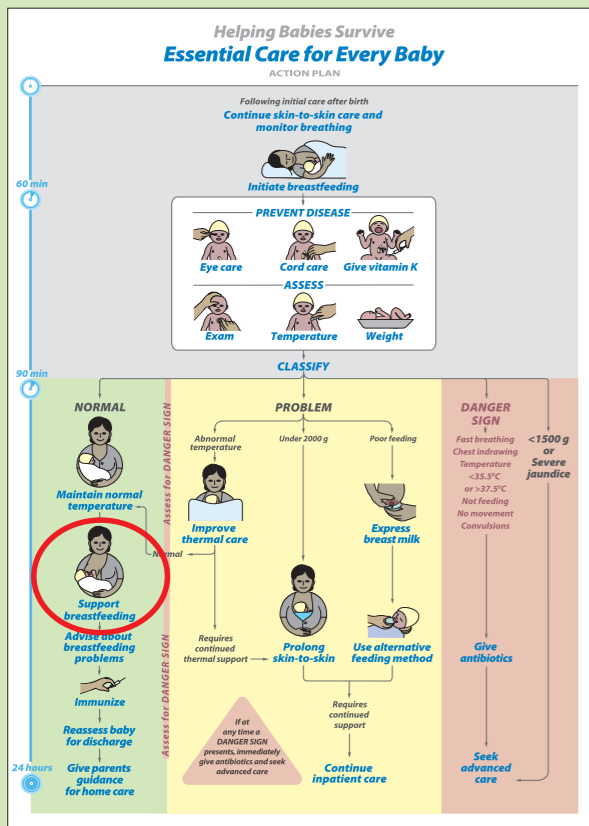 Helping Babies Survive
Essential Care for Every Baby
ACTION PLAN
Following initial care after birth
Continue skin-to-skin care and
monitor breathing
60 min
Initiate breastfeeding
PREVENT DISEASE
Eye care
Cord care
Give vitamin K
ASSESS
Exam
Temperature
Weight
CLASSIFY
90 min
NORMAL
Maintain normal
temperature
Support
breastfeeding
Advise about
breastfeeding
problems
Immunize
Reassess baby
for discharge
24 hours
Give parents
guidance
for home care
Assess for DANGER SIGN
Assess for DANGER SIGN
PROBLEM
Abnormal
temperature
Improve
thermal care
Normal
Requires
continued
thermal support
Under 2000 g
Prolong
skin-to-skin
Poor feeding
Express
breast milk
Use alternative
feeding method
Requires
continued
support
Continue
inpatient care
If at
any time a
DANGER SIGN
presents, immediately
give antibiotics and seek
advanced care
DANGER
SIGN
Fast breathing
Chest indrawing
Temperature
<35.5ºC
or >37.5ºC
Not feeding
No movement
Convulsions
Give
antibiotics
Seek
advanced
care
<1500 g
or
Severe
jaundice